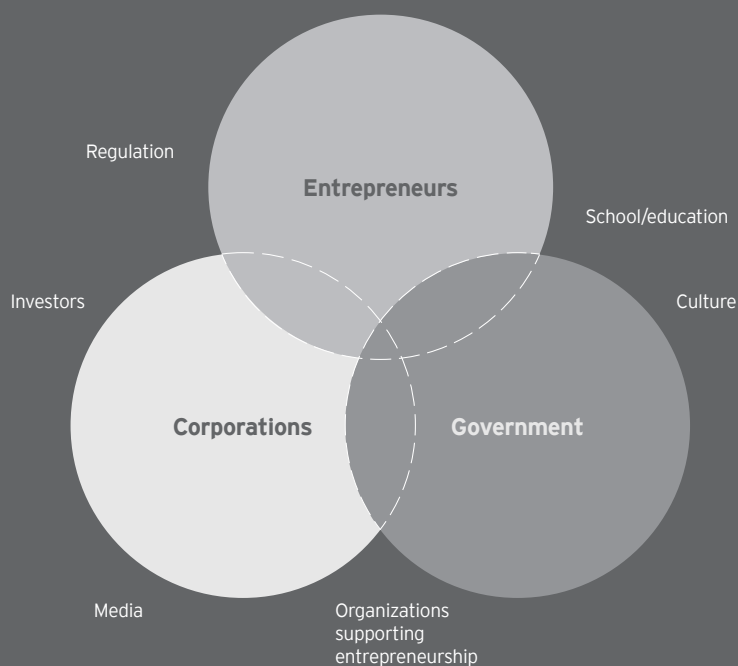 Regulation
Entrepreneurs
School/education
Investors
Culture
Corporations
Government
Media
Organizations
supporting
entrepreneurship